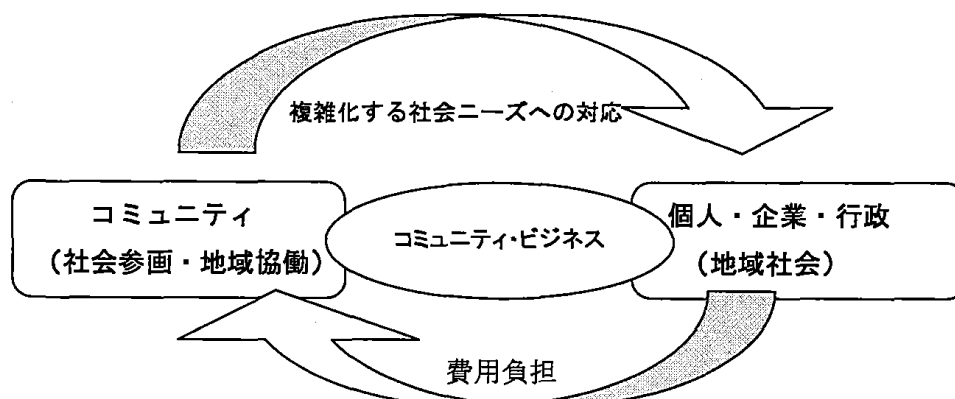 複雑化する社会ニーズへの対応
コミュニティ
(社会参画・地域協働)
コミュニティ・ビジネス
個人・企業・行政
(地域社会)
費用負担